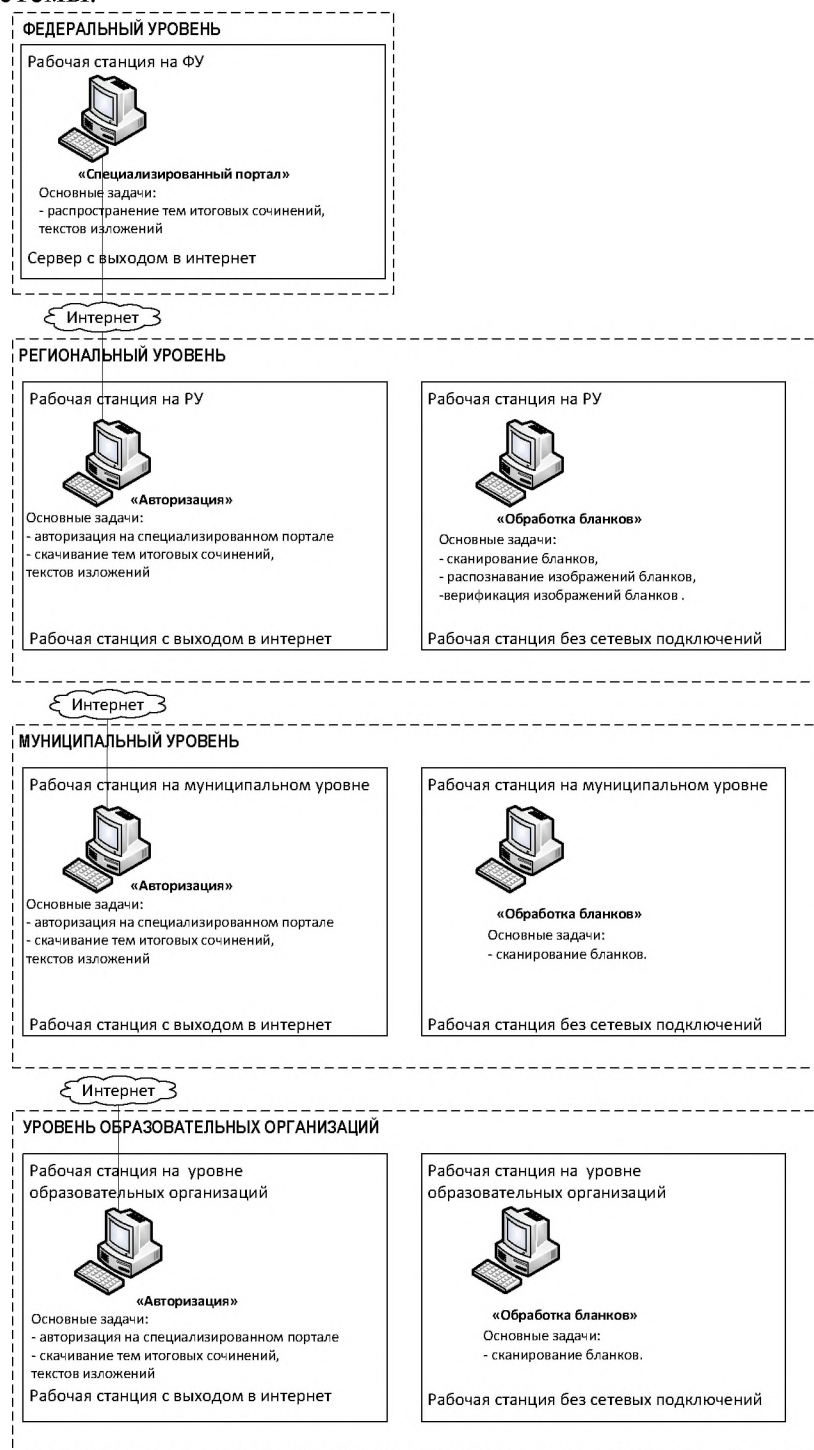 ФЕДЕРАЛЬНЫЙ УРОВЕНЬ
Рабочая станция на ФУ
«Специализированный портал»
Основные задачи:
- распространение тем итоговых сочинений,
текстов изложений
Сервер с выходом в интернет
Интернет
РЕГИОНАЛЬНЫЙ УРОВЕНЬ
Рабочая станция на РУ
«Авторизация»
Основные задачи:
- авторизация на специализированном портале
- скачивание тем итоговых сочинений,
текстов изложений
Рабочая станция с выходом в интернет
Рабочая станция на РУ
«Обработка бланков»
Основные задачи:
- сканирование бланков,
- распознавание изображений бланков,
-верификация изображений бланков .
Рабочая станция без сетевых подключений
Интернет
МУНИЦИПАЛЬНЫЙ УРОВЕНЬ
Рабочая станция на муниципальном уровне
«Авторизация»
Основные задачи:
- авторизация на специализированном портале
- скачивание тем итоговых сочинений,
текстов изложений
Рабочая станция с выходом в интернет
Рабочая станция на муниципальном уровне
«Обработка бланков»
Основные задачи:
- сканирование бланков.
Рабочая станция без сетевых подключений
Интернет
УРОВЕНЬ ОБРАЗОВАТЕЛЬНЫХ ОРГАНИЗАЦИЙ
Рабочая станция на уровне
образовательных организаций
«Авторизация»
Основные задачи:
- авторизация на специализированном портале
- скачивание тем итоговых сочинений,
текстов изложений
Рабочая станция с выходом в интернет
Рабочая станция на уровне
образовательных организаций
«Обработка бланков»
Основные задачи:
- сканирование бланков.
Рабочая станция без сетевых подключений